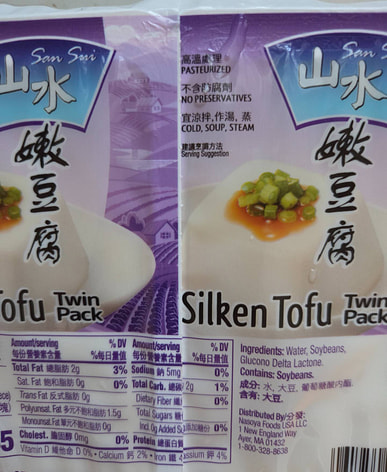 San Sui
山水
嫩豆腐
Tofu Twin Pack
高溫處理
PASTEURIZED
不含防腐劑
NO PRESERVATIVES
宜涼拌,作湯,蒸
COLD, SOUP, STEAM
建議烹調方法
Serving Suggestion
San Sui
山水
嫩豆腐
Silken Tofu Twin Pack
Amount/serving % DV
每份營養素含量 %每日量值
Total Fat 總脂肪 2g 3%
Sat. Fat 飽和脂肪 0g 0%
Trans Fat 反式脂肪 0g
Polyunsat. Fat 多元不飽和脂肪 1.5g
Monounsat. Fat 單元不飽和脂肪 0g
Cholest. 膽固醇 0mg 0%
Vitamin D 維他命D 0% • Calcium 鈣 2%
Amount/serving % DV
每份營養素含量 %每日量值
Sodium 鈉 5mg 0%
Total Carb. 2g 1%
Dietary Fiber 0%
Total Sugars
Incl. 0g Added 0%
Protein 總蛋白質
Iron 鐵 4% 鉀 4%
Ingredients: Water, Soybeans,
Glucono Delta Lactone.
Contains: Soybeans.
成分: 水, 大豆, 葡萄糖酸內酯.
含有: 大豆.
Distributed By/分發:
Nasoya Foods USA LLC
1 New England Way
Ayer, MA 01432
1-800-328-8638